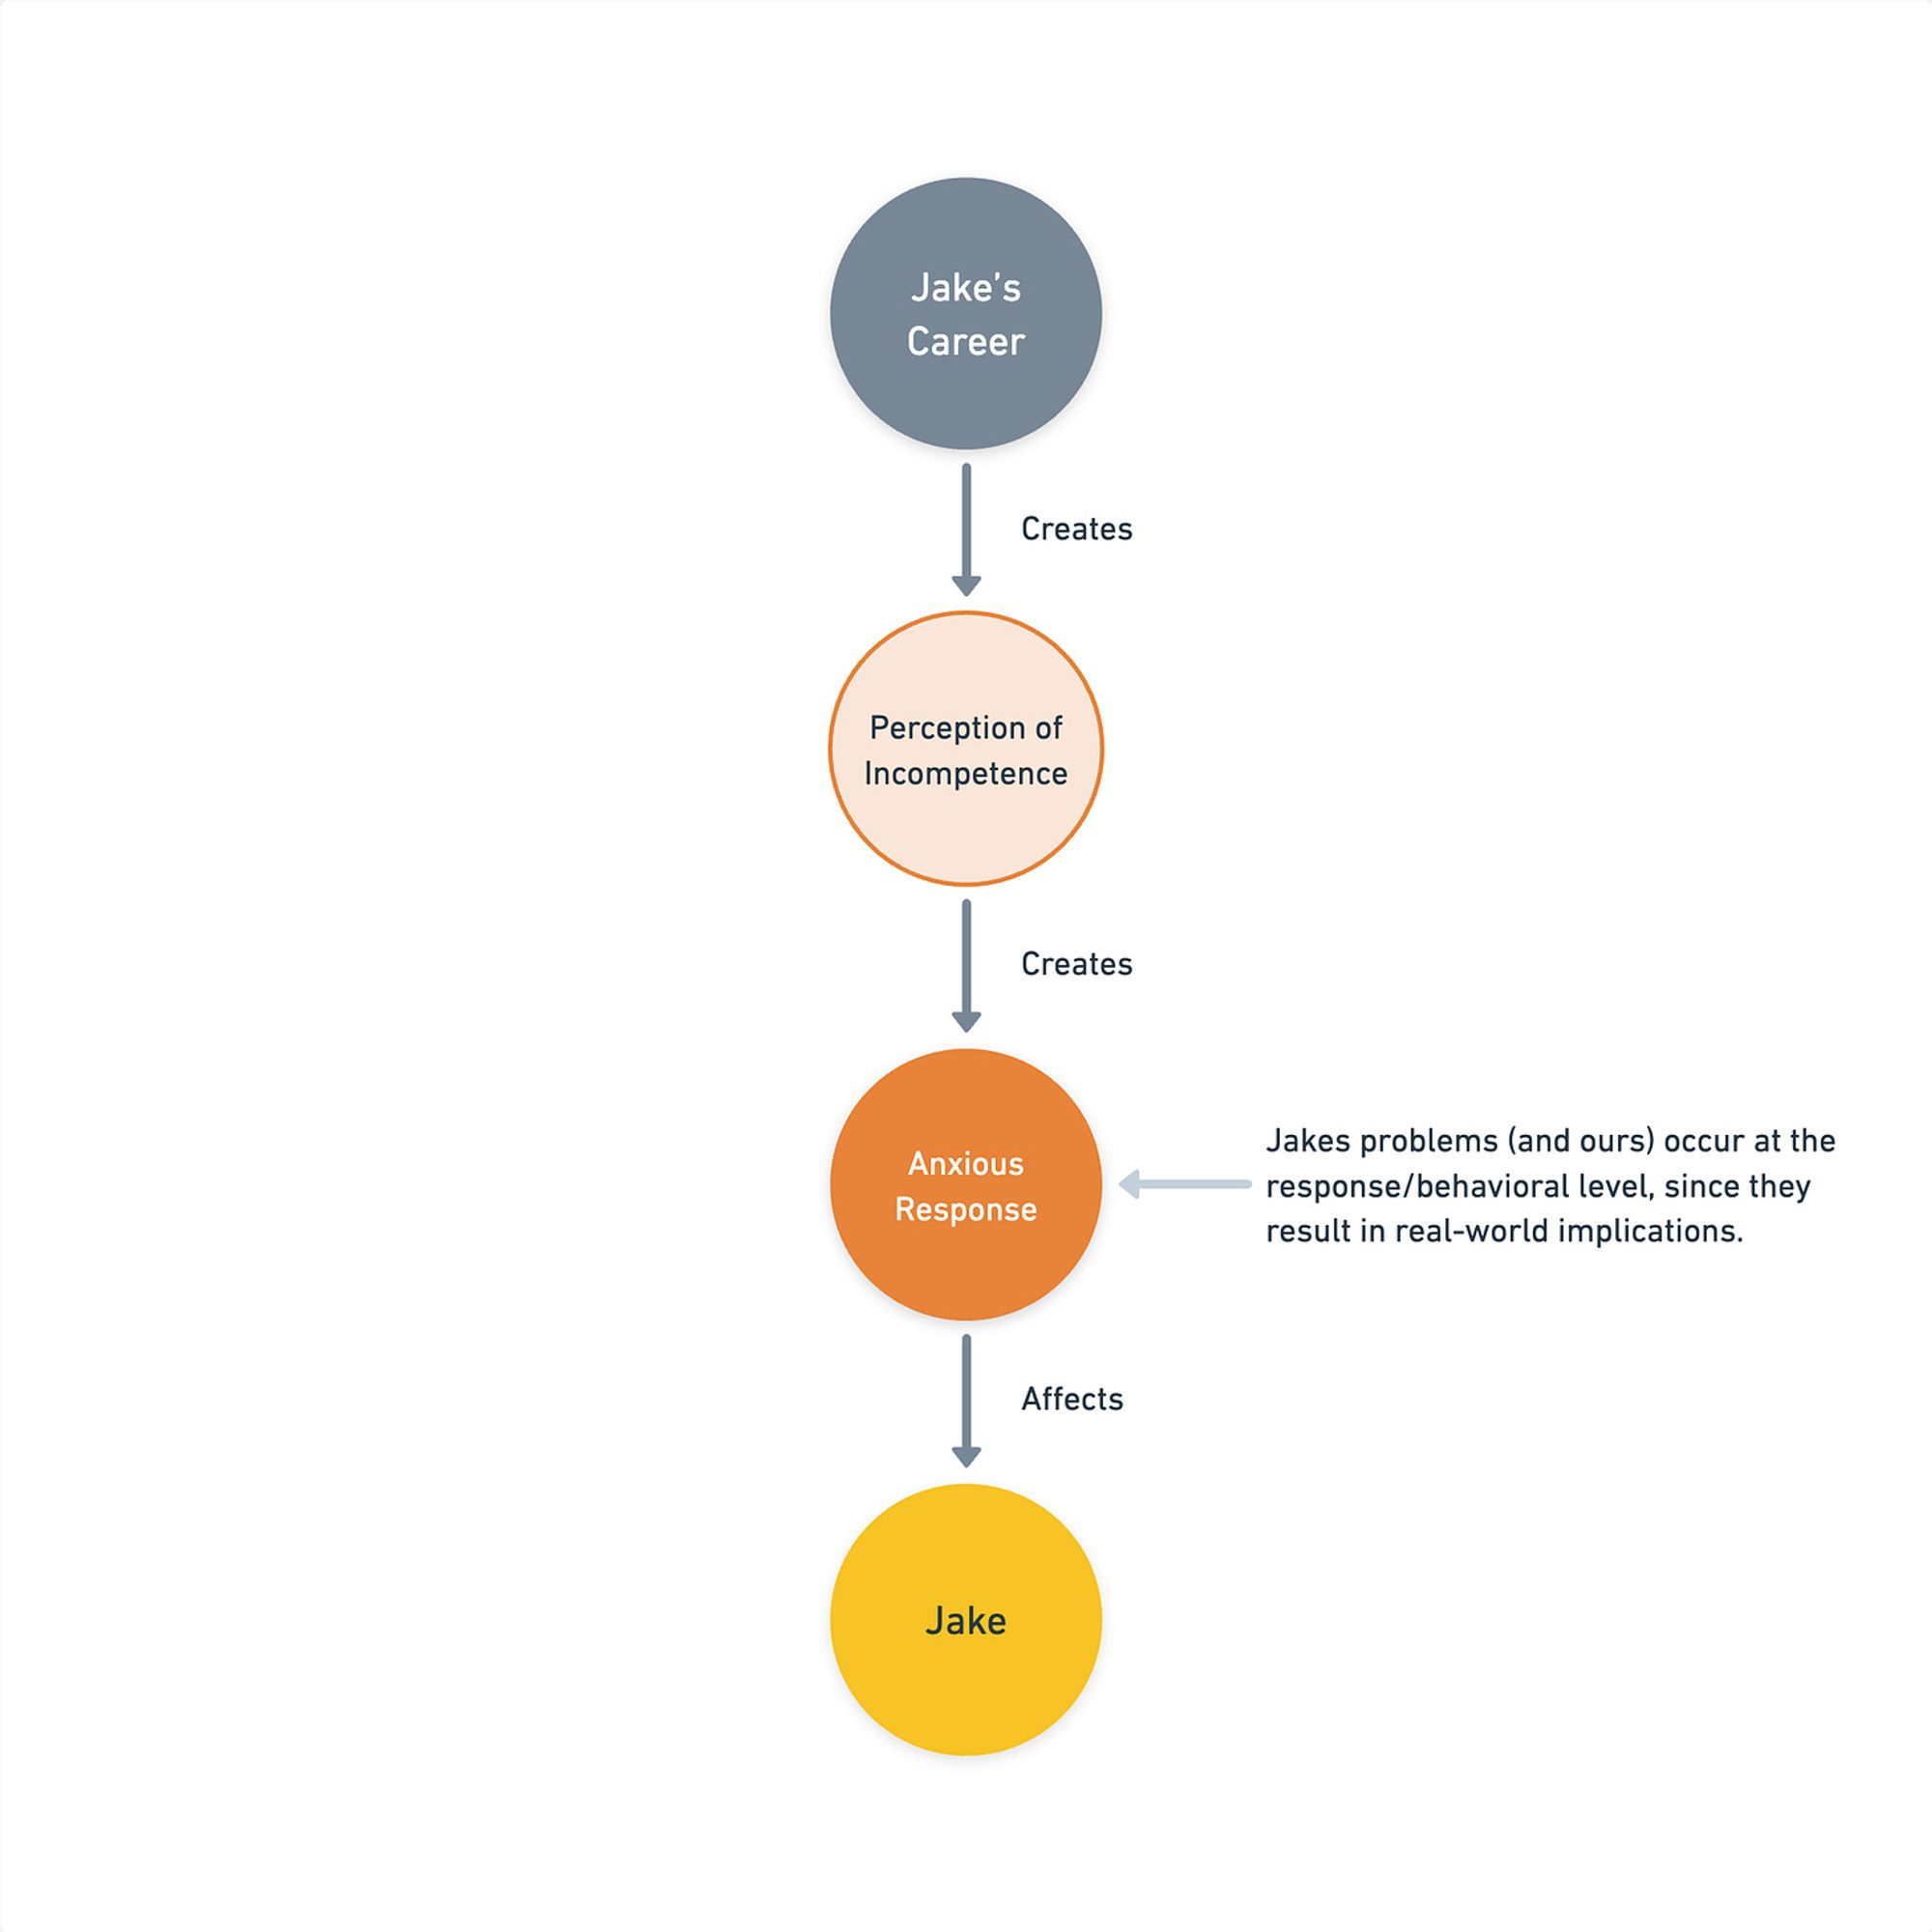 Jake’s
Career
Creates
Perception of
Incompetence
Creates
Anxious
Response
Jakes problems (and ours) occur at the
response/behavioral level, since they
result in real-world implications.
Affects
Jake